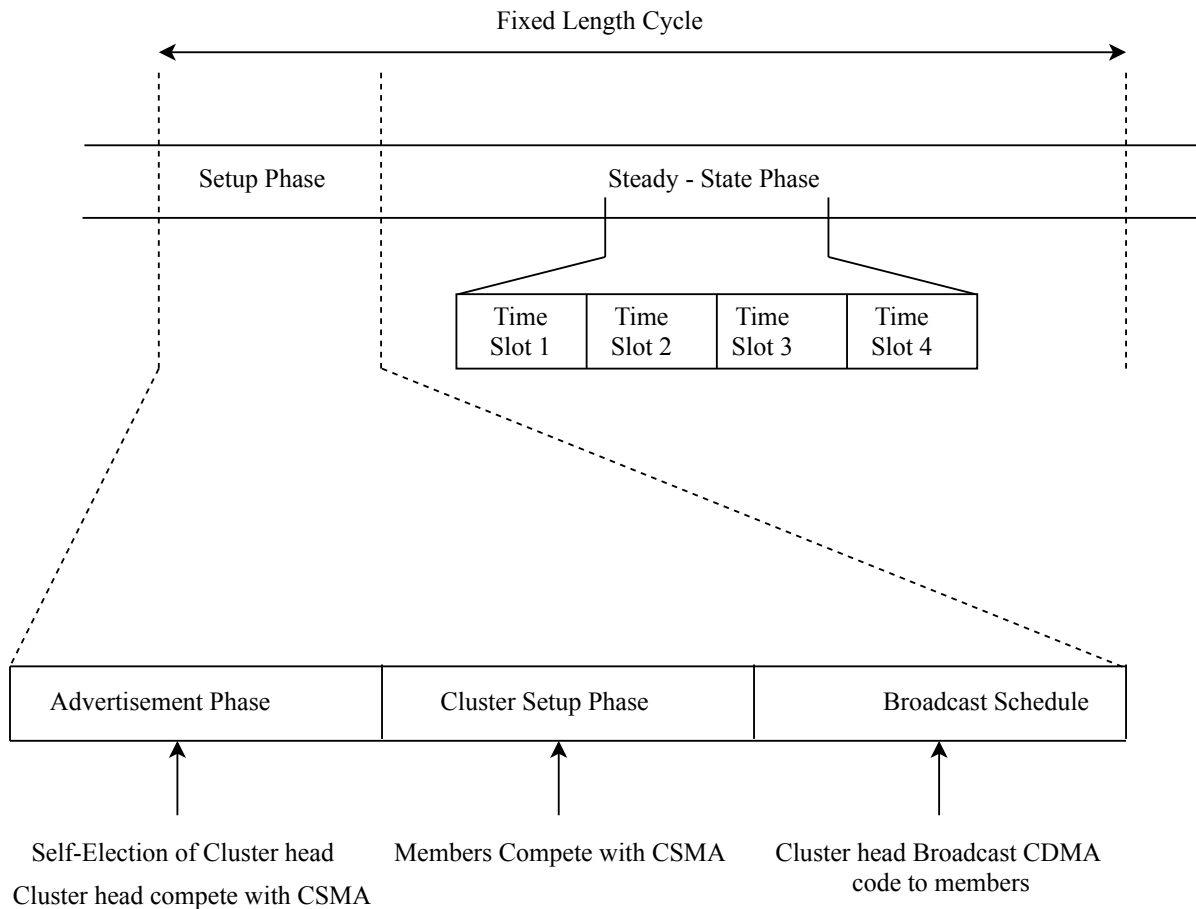 Fixed Length Cycle
Setup Phase
Steady - State Phase
Time
Slot 1
Time
Slot 2
Time
Slot 3
Time
Slot 4
Advertisement Phase
Cluster Setup Phase
Broadcast Schedule
Self-Election of Cluster head
Cluster head compete with CSMA
Members Compete with CSMA
Cluster head Broadcast CDMA
code to members